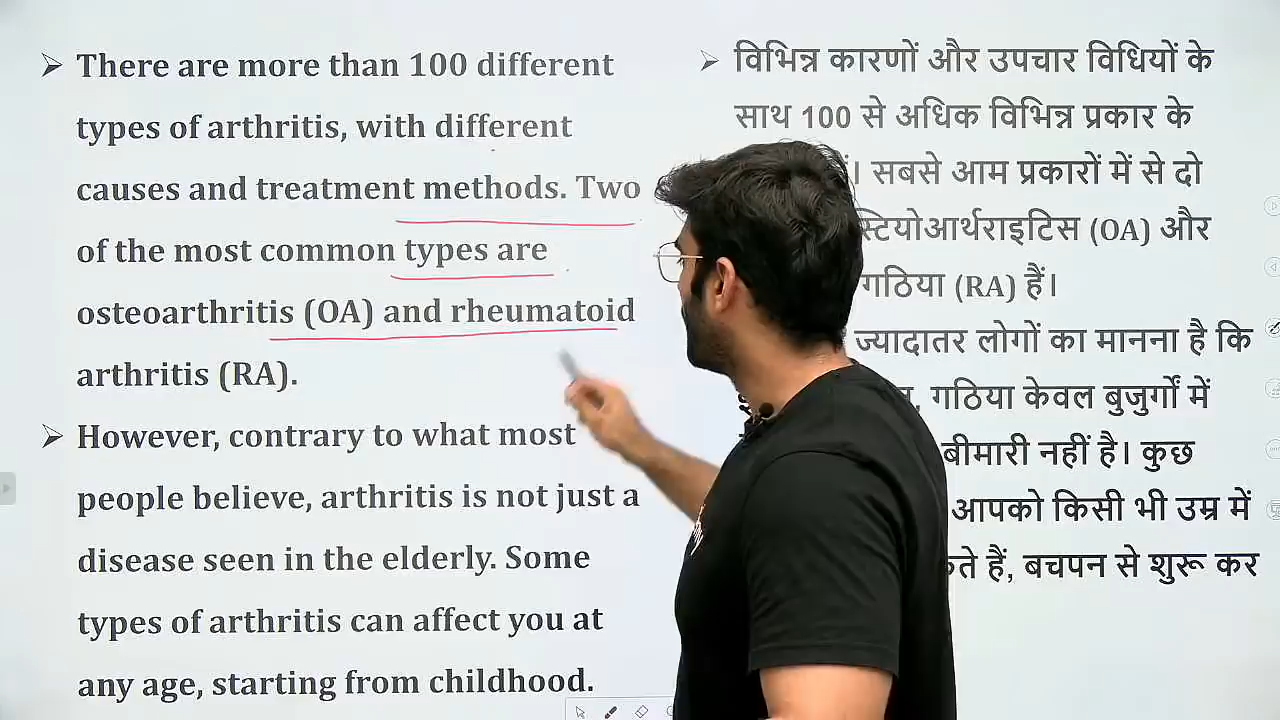 There are more than 100 different
types of arthritis, with different
causes and treatment methods. Two
of the most common types are
osteoarthritis (OA) and rheumatoid
arthritis (RA).
However, contrary to what most
people believe, arthritis is not just a
disease seen in the elderly. Some
types of arthritis can affect you at
any age, starting from childhood.
विभिन्न कारणों और उपचार विधियों के
साथ 100 से अधिक विभिन्न प्रकार के
सबसे आम प्रकारों में से दो
(OA) और
गठिया (RA) हैं।
ज्यादातर लोगों का मानना है कि
गठिया केवल बुजुर्गों में
बीमारी नहीं है। कुछ
आपको किसी भी उम्र में
हैं, बचपन से शुरू कर